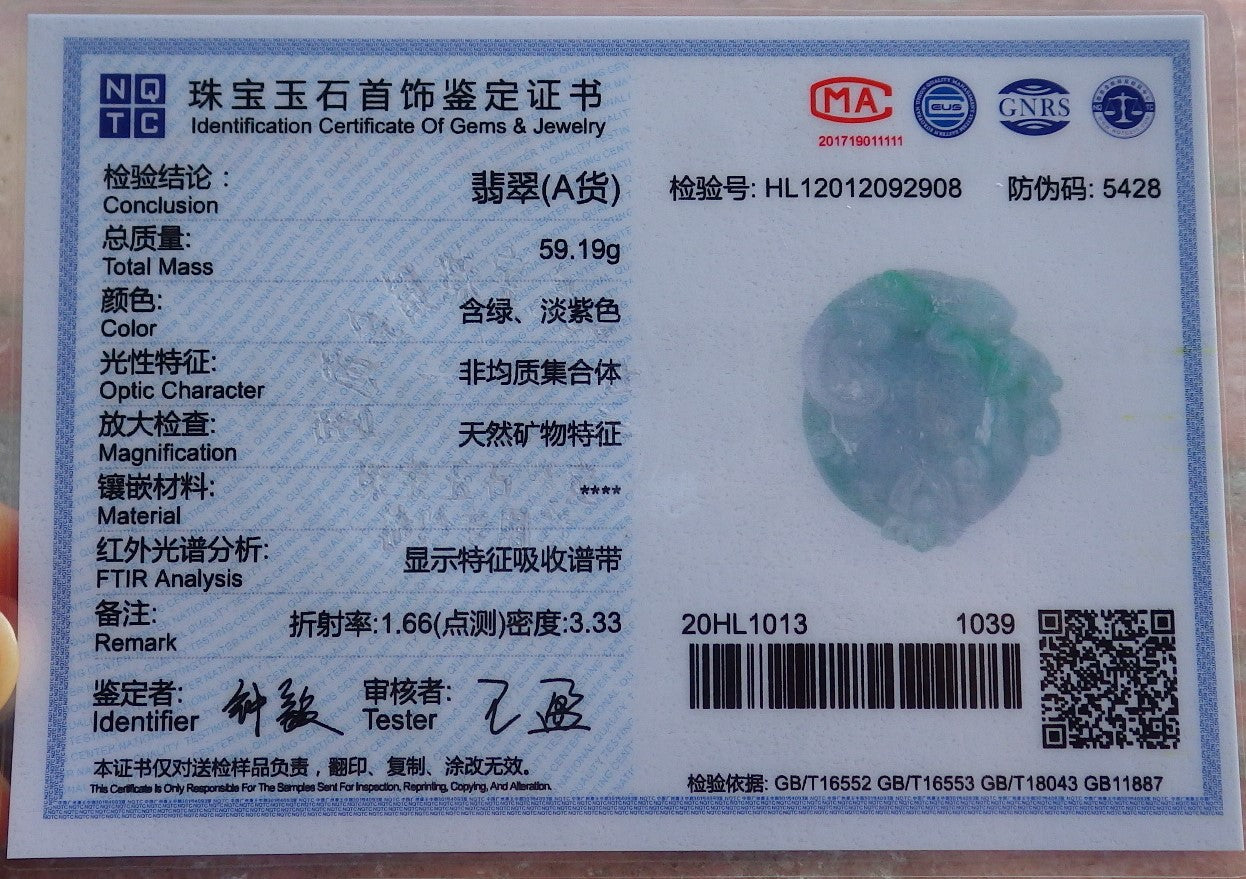 NQTC
珠宝玉石首饰鉴定证书
Identification Certificate Of Gems & Jewelry
检验结论：
Conclusion
翡翠(A货)
总质量:
Total Mass
59.19g
颜色:
Color
含绿、淡紫色
光性特征:
Optic Character
非均质集合体
放大检查:
Magnification
天然矿物特征
镶嵌材料:
Material
****
红外光谱分析:
FTIR Analysis
显示特征吸收谱带
备注:
Remark
折射率:1.66(点测)密度:3.33
鉴定者:
Identifier
审核者:
Tester
本证书仅对送检样品负责，翻印、复制、涂改无效。
This Certificate Is Only Responsible For The Samples Sent For Inspection, Reprinting, Copying, And Alteration.
MA
201719011111
CUS
GNRS
检验号: HL12012092908 防伪码: 5428
20HL1013 1039
检验依据: GB/T16552 GB/T16553 GB/T18043 GB11887